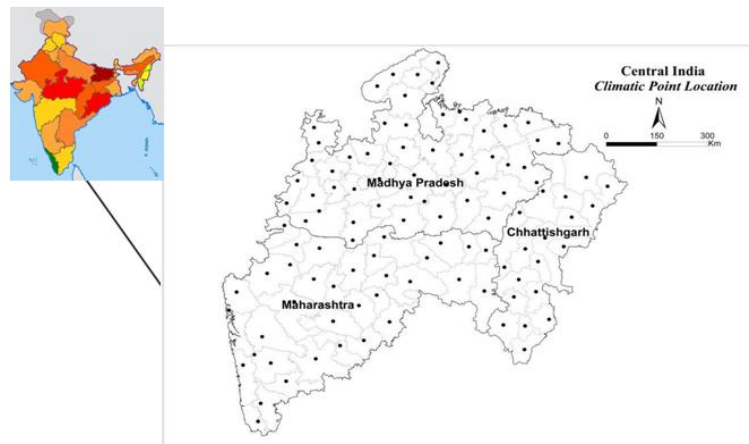 Central India
Climatic Point Location
N
0 150 300
Km
Madhya Pradesh
Chhattishgarh
Maharashtra